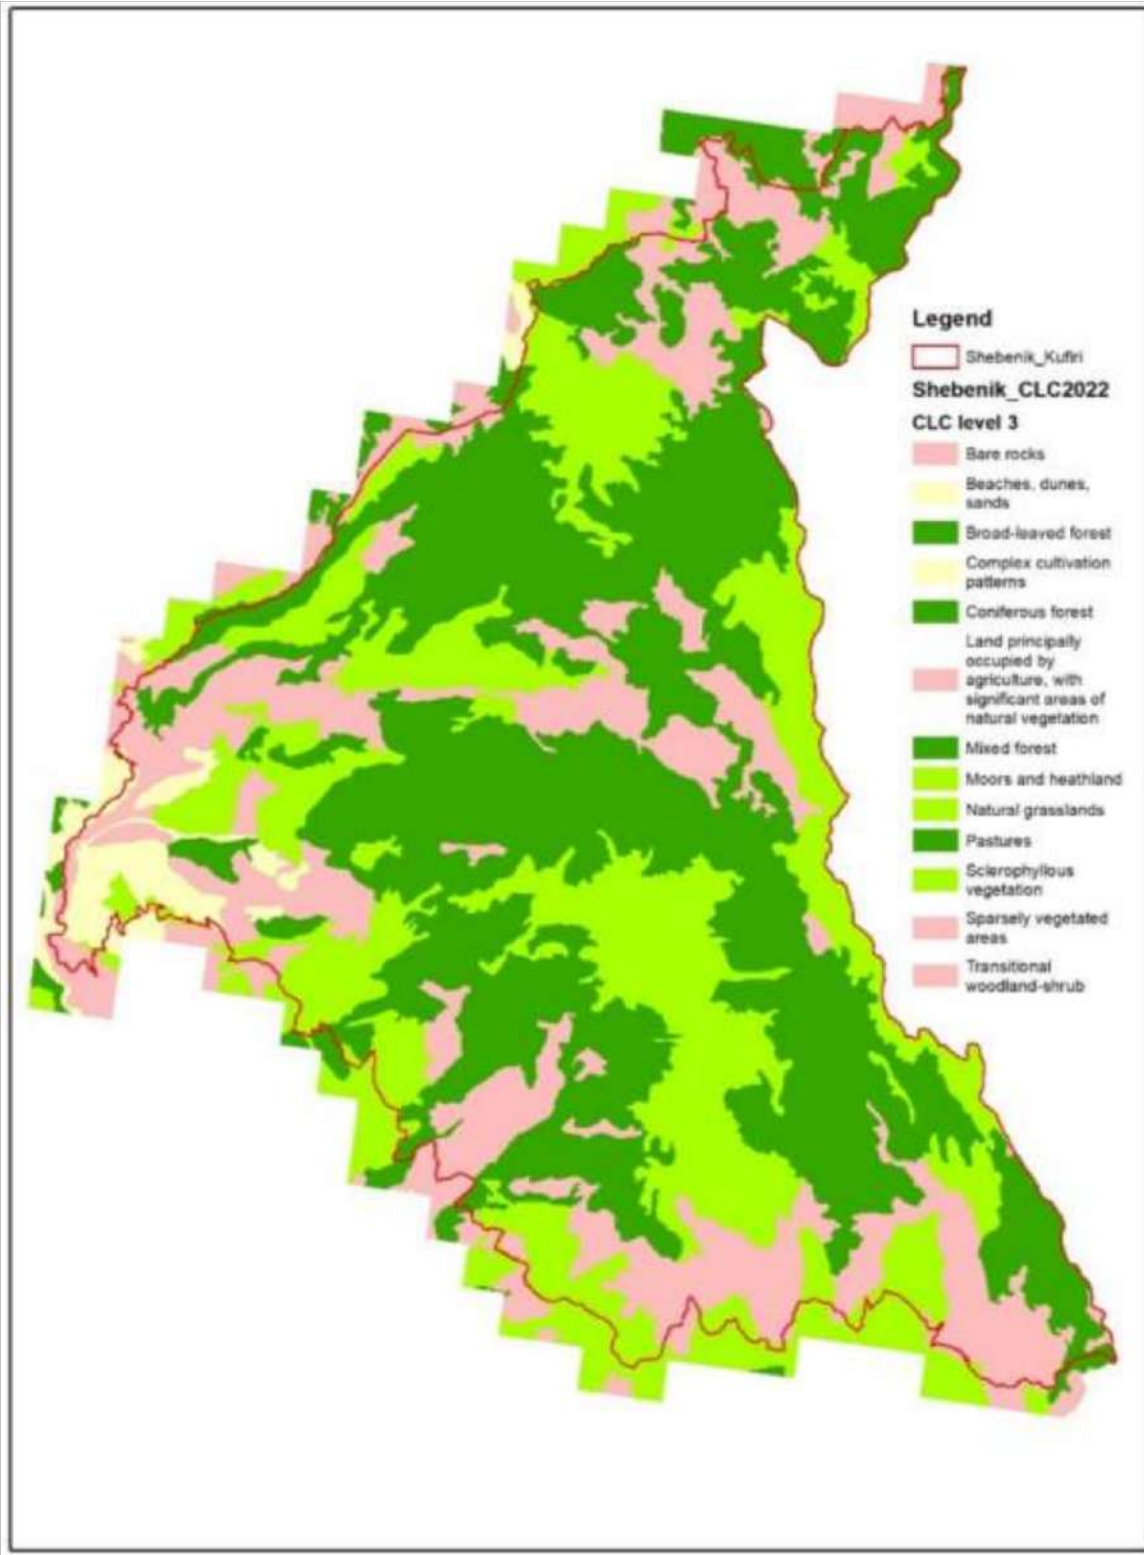 Legend
Shebenik_Kufiri
Shebenik_CLC2022
CLC level 3
Bare rocks
Beaches, dunes,
sands
Broad-leaved forest
Complex cultivation
patterns
Coniferous forest
Land principally
occupied by
agriculture, with
significant areas of
natural vegetation
Mixed forest
Moors and heathland
Natural grasslands
Pastures
Sclerophyllous
vegetation
Sparsely vegetated
areas
Transitional
woodland-shrub